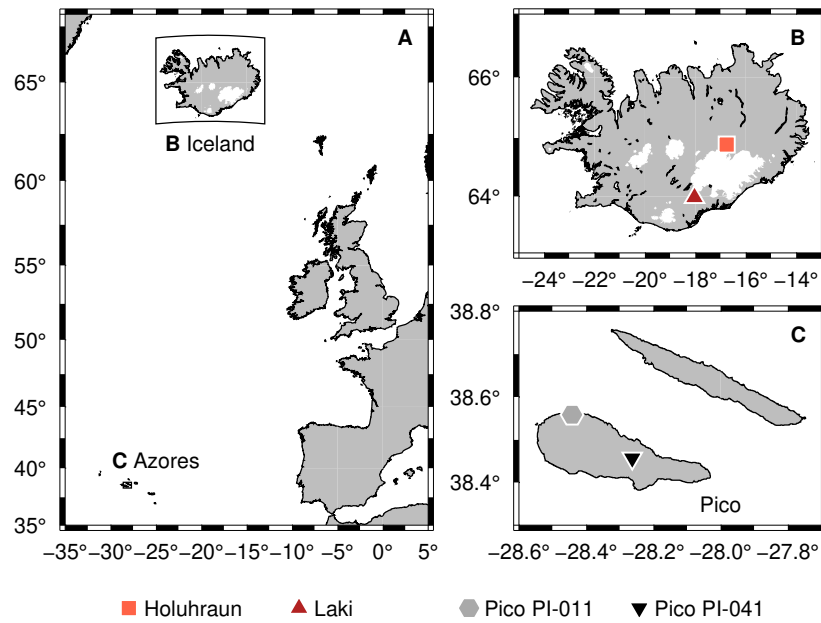 A
65°
60°
55°
50°
45°
40°
35°
B Iceland
C Azores
−35° −30° −25° −20° −15° −10° −5° 0° 5°
B
66°
64°
−24° −22° −20° −18° −16° −14°
C
38.8°
38.6°
38.4°
Pico
−28.6° −28.4° −28.2° −28.0° −27.8°
Holuhraun Laki Pico PI-011 Pico PI-041